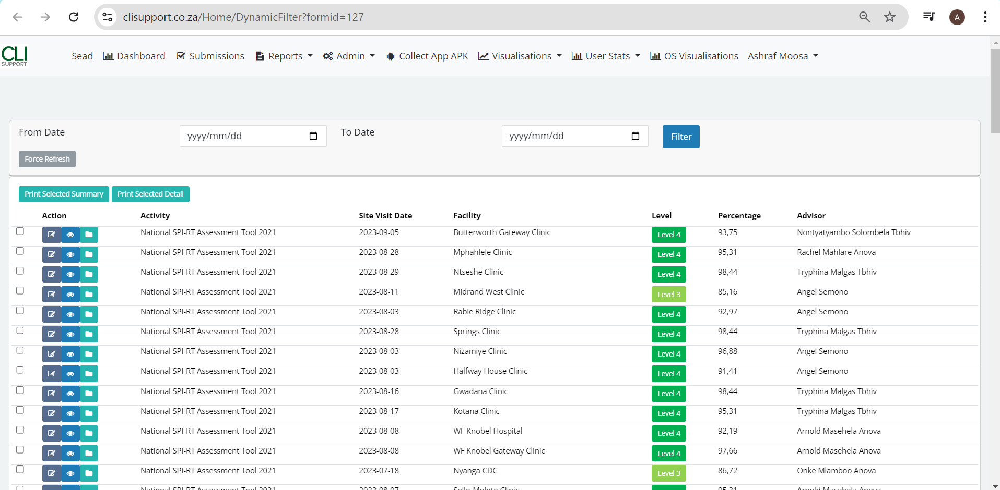 clisupport.co.za/Home/DynamicFilter?formid=127
A
CLI
SUPPORT
Sead Dashboard Submissions Reports Admin Collect App APK Visualisations User Stats OS Visualisations Ashraf Moosa
From Date yyyy/mm/dd To Date yyyy/mm/dd Filter
Force Refresh
Print Selected Summary Print Selected Detail
Action Activity Site Visit Date Facility Level Percentage Advisor
National SPI-RT Assessment Tool 2021 2023-09-05 Butterworth Gateway Clinic Level 4 93,75 Nontyatyambo Solombela Tbhiv
National SPI-RT Assessment Tool 2021 2023-08-28 Mphahlele Clinic Level 4 95,31 Rachel Mahlare Anova
National SPI-RT Assessment Tool 2021 2023-08-29 Ntseshe Clinic Level 4 98,44 Tryphina Malgas Tbhiv
National SPI-RT Assessment Tool 2021 2023-08-11 Midrand West Clinic Level 3 85,16 Angel Semono
National SPI-RT Assessment Tool 2021 2023-08-03 Rabie Ridge Clinic Level 4 92,97 Angel Semono
National SPI-RT Assessment Tool 2021 2023-08-28 Springs Clinic Level 4 98,44 Tryphina Malgas Tbhiv
National SPI-RT Assessment Tool 2021 2023-08-03 Nizamiye Clinic Level 4 96,88 Angel Semono
National SPI-RT Assessment Tool 2021 2023-08-03 Halfway House Clinic Level 4 91,41 Angel Semono
National SPI-RT Assessment Tool 2021 2023-08-16 Gwadana Clinic Level 4 98,44 Tryphina Malgas Tbhiv
National SPI-RT Assessment Tool 2021 2023-08-17 Kotana Clinic Level 4 95,31 Tryphina Malgas Tbhiv
National SPI-RT Assessment Tool 2021 2023-08-08 WF Knobel Hospital Level 4 92,19 Arnold Masehela Anova
National SPI-RT Assessment Tool 2021 2023-08-08 WF Knobel Gateway Clinic Level 4 97,66 Arnold Masehela Anova
National SPI-RT Assessment Tool 2021 2023-07-18 Nyanga CDC Level 3 86,72 Onke Mlamboo Anova
National SPI-RT Assessment Tool 2021